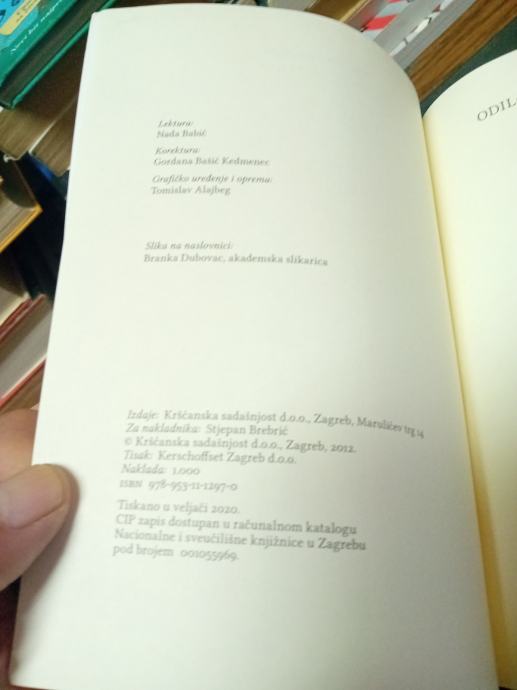 Lektura:
Nada Babić
Korektura:
Gordana Bašić Kedmenec
Grafičko uređenje i oprema:
Tomislav Alajbeg
Slika na naslovnici:
Branka Dubovac, akademska slikarica
Izdaje: Kršćanska sadašnjost d.o.o., Zagreb, Marulićev trg 14
Za nakladnika: Stjepan Brebrić
© Kršćanska sadašnjost d.o.o., Zagreb, 2012.
Tisak: Kerschoffset Zagreb d.o.o.
Naklada: 1.000
ISBN 978-953-11-1297-0
Tiskano u veljači 2020.
CIP zapis dostupan u računalnom katalogu
Nacionalne i sveučilišne knjižnice u Zagrebu
pod brojem 001055969.